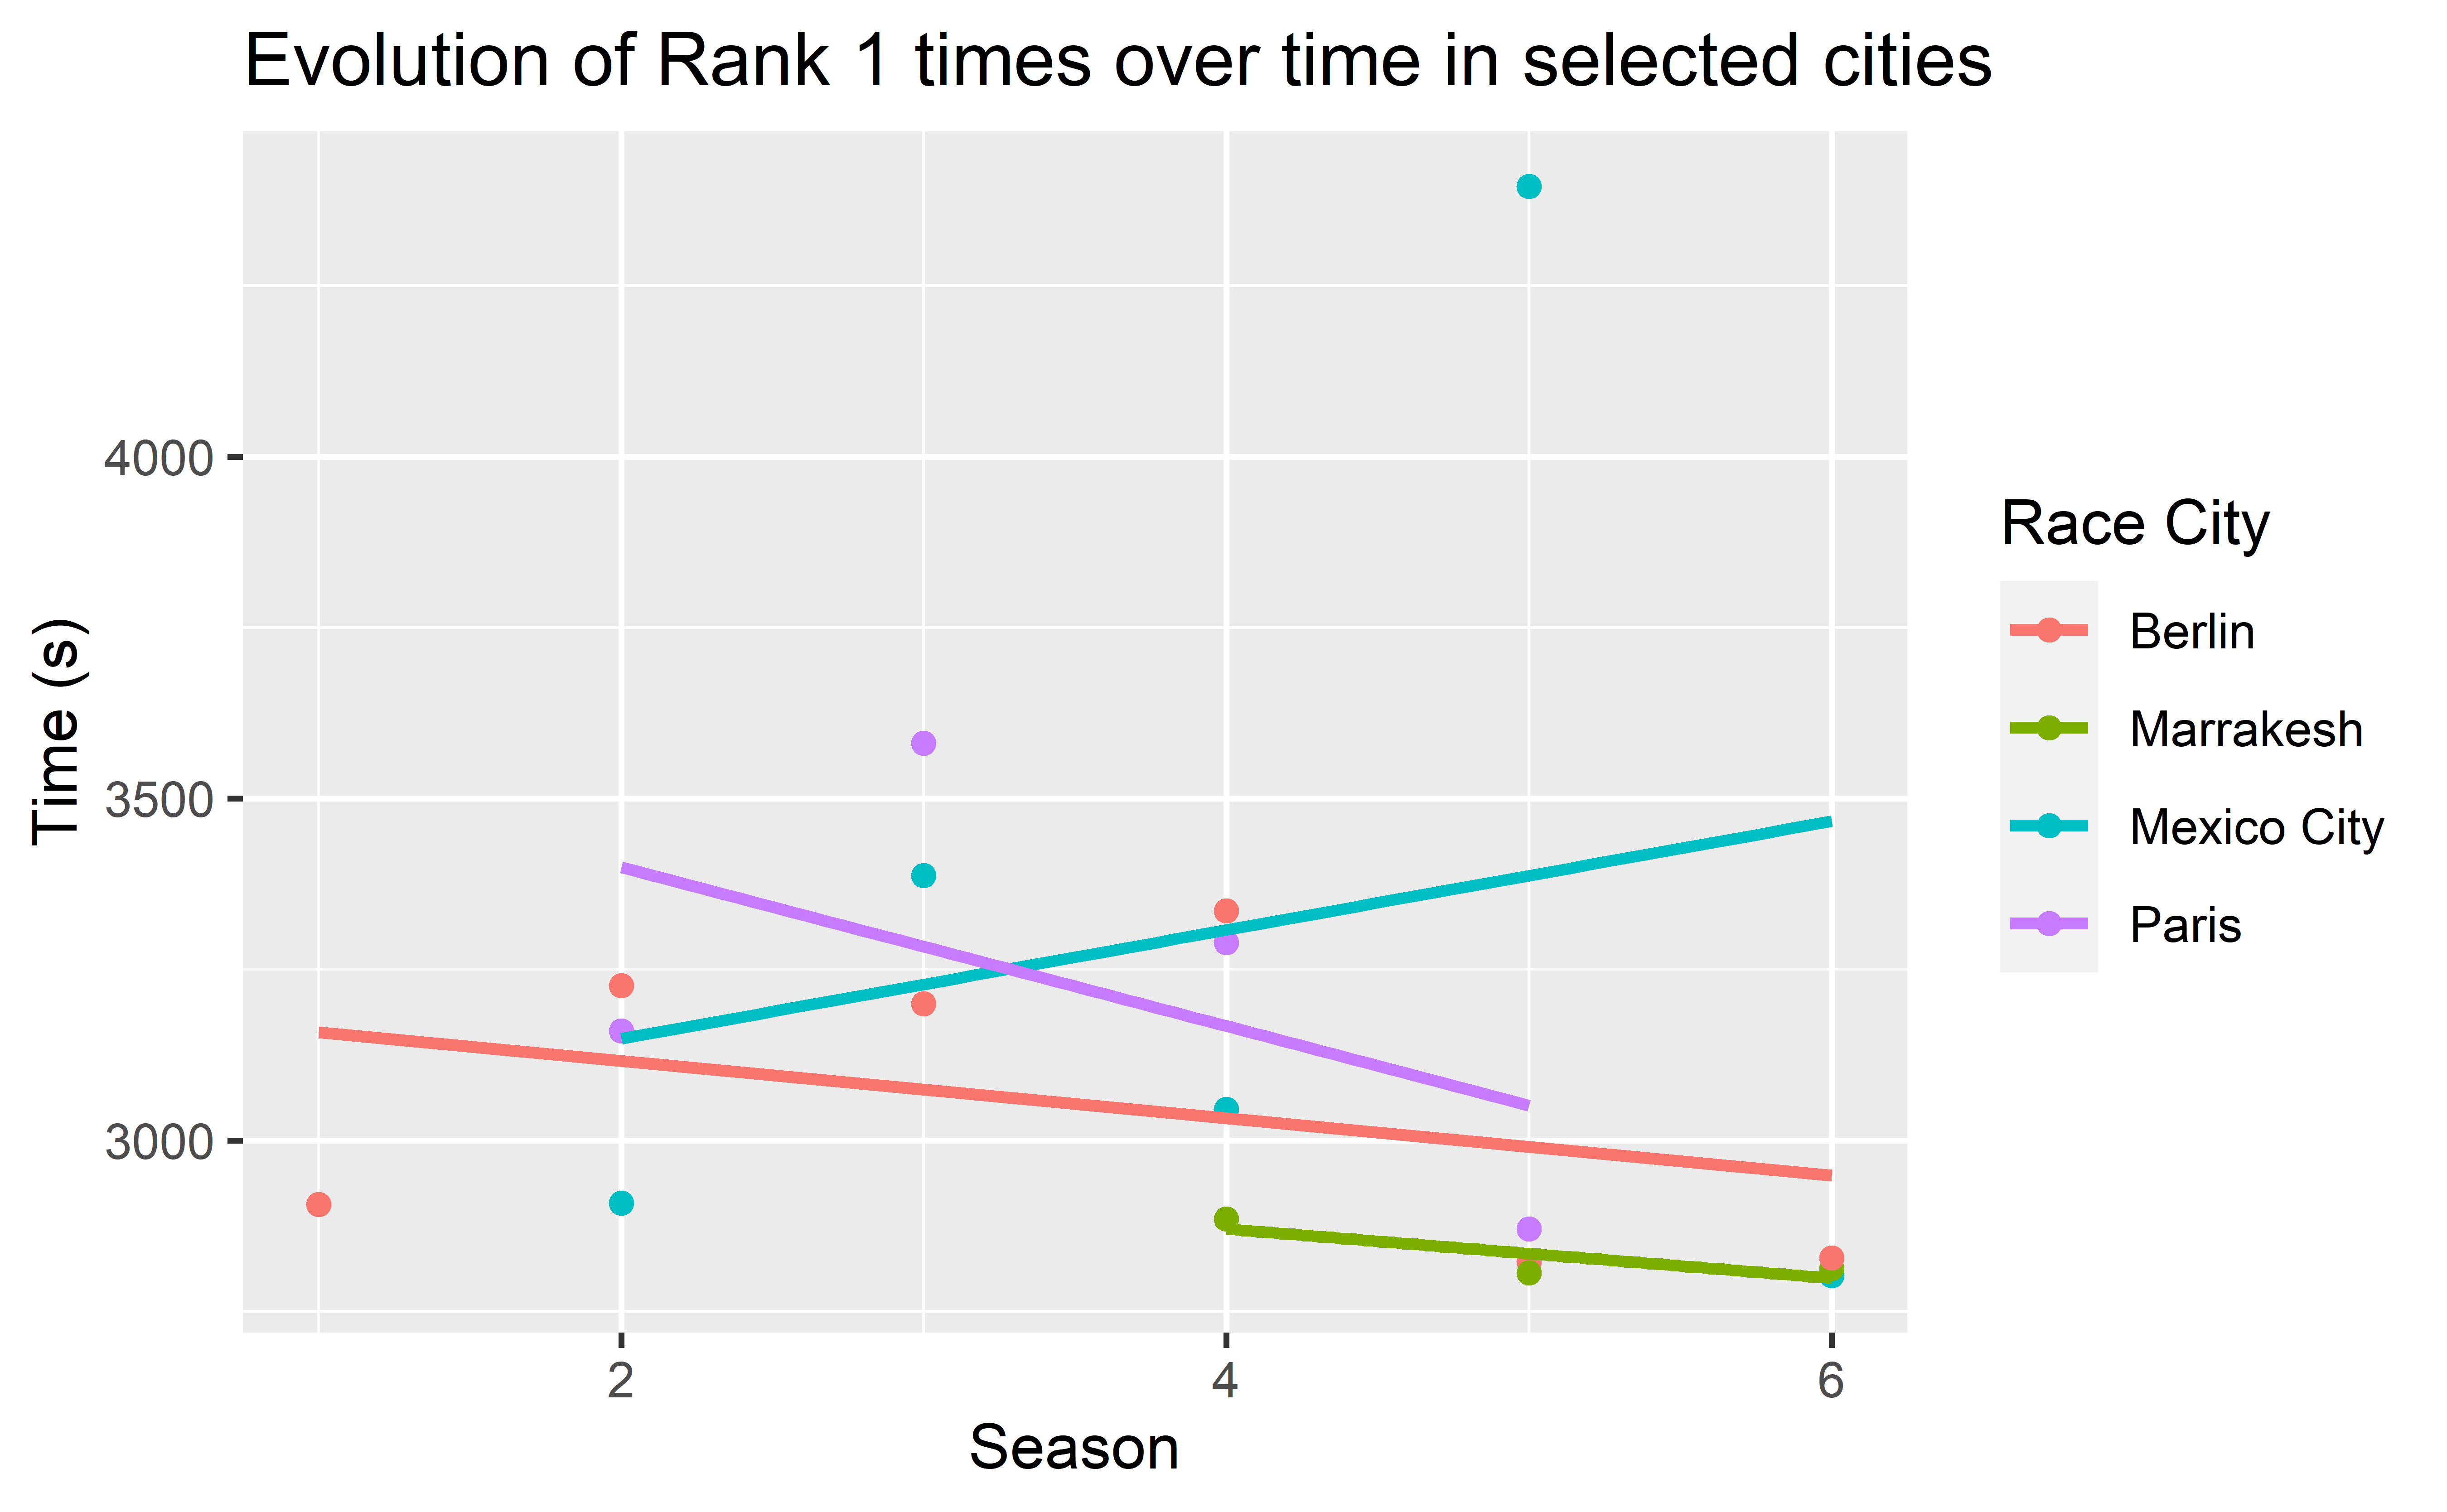 Evolution of Rank 1 times over time in selected cities
4000
3500
3000
Time (s)
2
4
6
Season
Race City
Berlin
Marrakesh
Mexico City
Paris